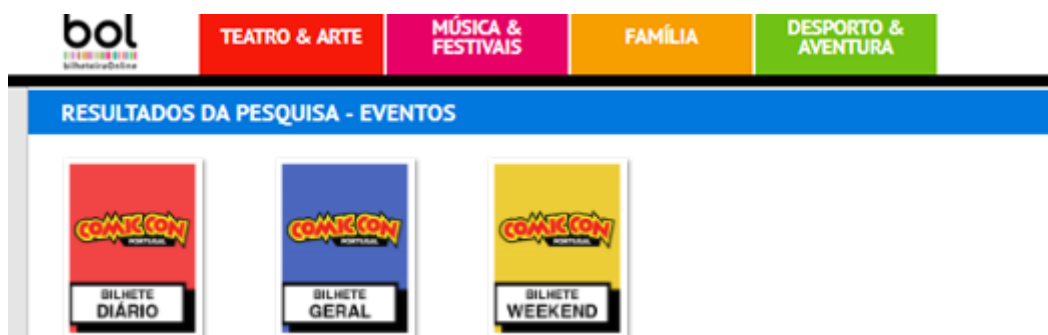 bol
bilheteiraOnline
TEATRO & ARTE
MÚSICA &
FESTIVAIS
FAMÍLIA
DESPORTO &
AVENTURA
RESULTADOS DA PESQUISA - EVENTOS
COMIC CON
PORTUGAL
BILHETE
DIÁRIO
COMIC CON
PORTUGAL
BILHETE
GERAL
COMIC CON
PORTUGAL
BILHETE
WEEKEND